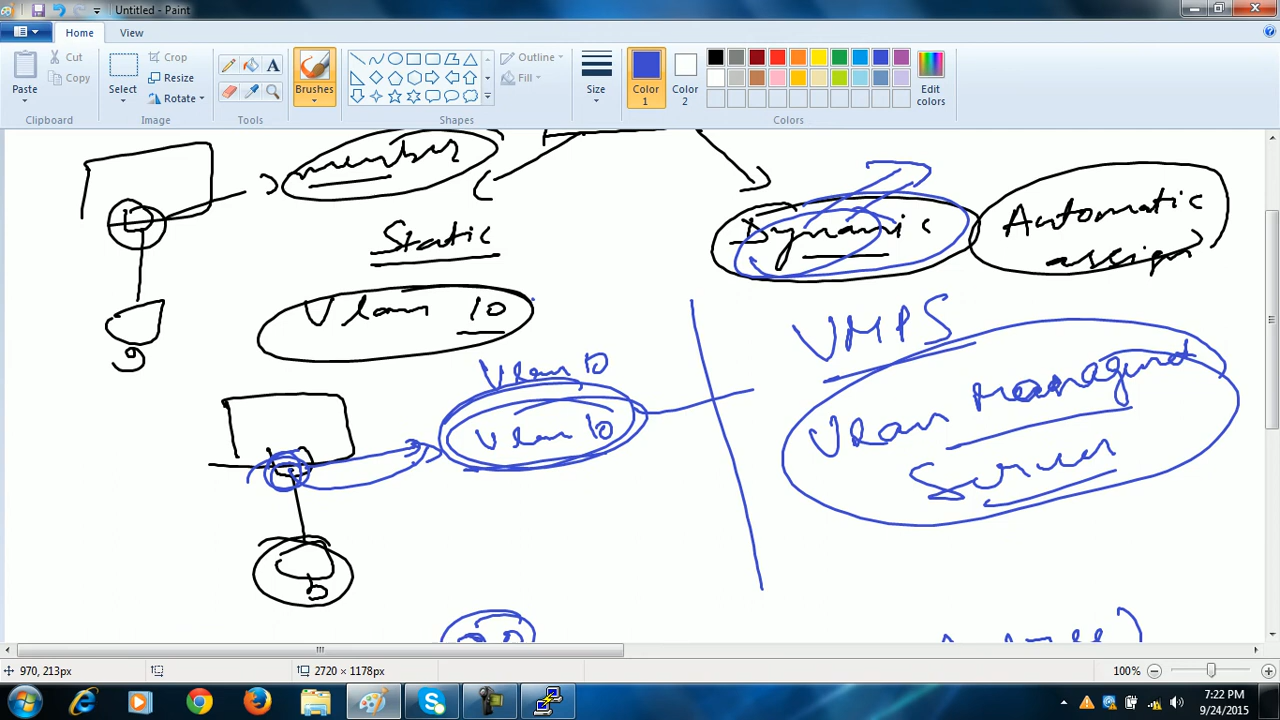 Untitled - Paint
Home
View
Paste
Cut
Copy
Clipboard
Select
Crop
Resize
Rotate
Image
Tools
Brushes
Outline
Fill
Shapes
Size
Color 1
Color 2
Edit colors
Colors
member
Static
Dynamic
Automatic
assign
Vlan 10
VMPS
Vlan 10
Vlan 10
Vlan
Server
a
b
970, 213px
2720 × 1178px
100%
7:22 PM
9/24/2015